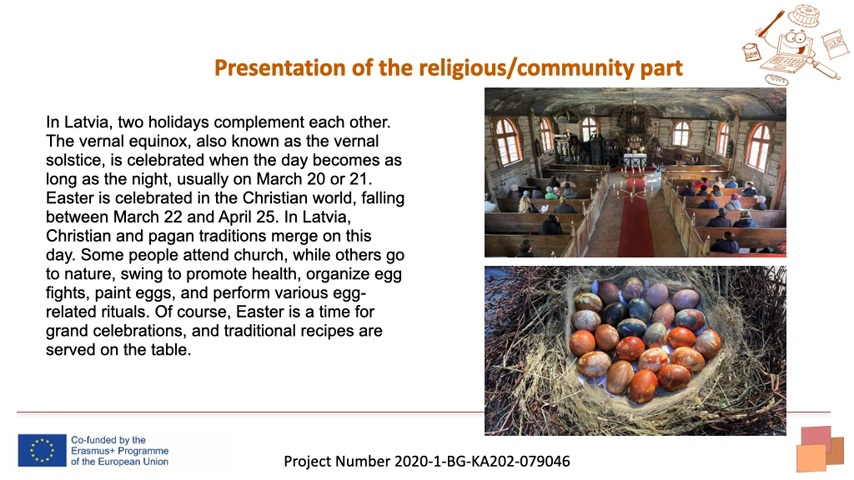 Presentation of the religious/community part
In Latvia, two holidays complement each other.
The vernal equinox, also known as the vernal
solstice, is celebrated when the day becomes as
long as the night, usually on March 20 or 21.
Easter is celebrated in the Christian world, falling
between March 22 and April 25. In Latvia,
Christian and pagan traditions merge on this
day. Some people attend church, while others go
to nature, swing to promote health, organize egg
fights, paint eggs, and perform various egg-
related rituals. Of course, Easter is a time for
grand celebrations, and traditional recipes are
served on the table.
Co-funded by the
Erasmus+ Programme
of the European Union
Project Number 2020-1-BG-KA202-079046